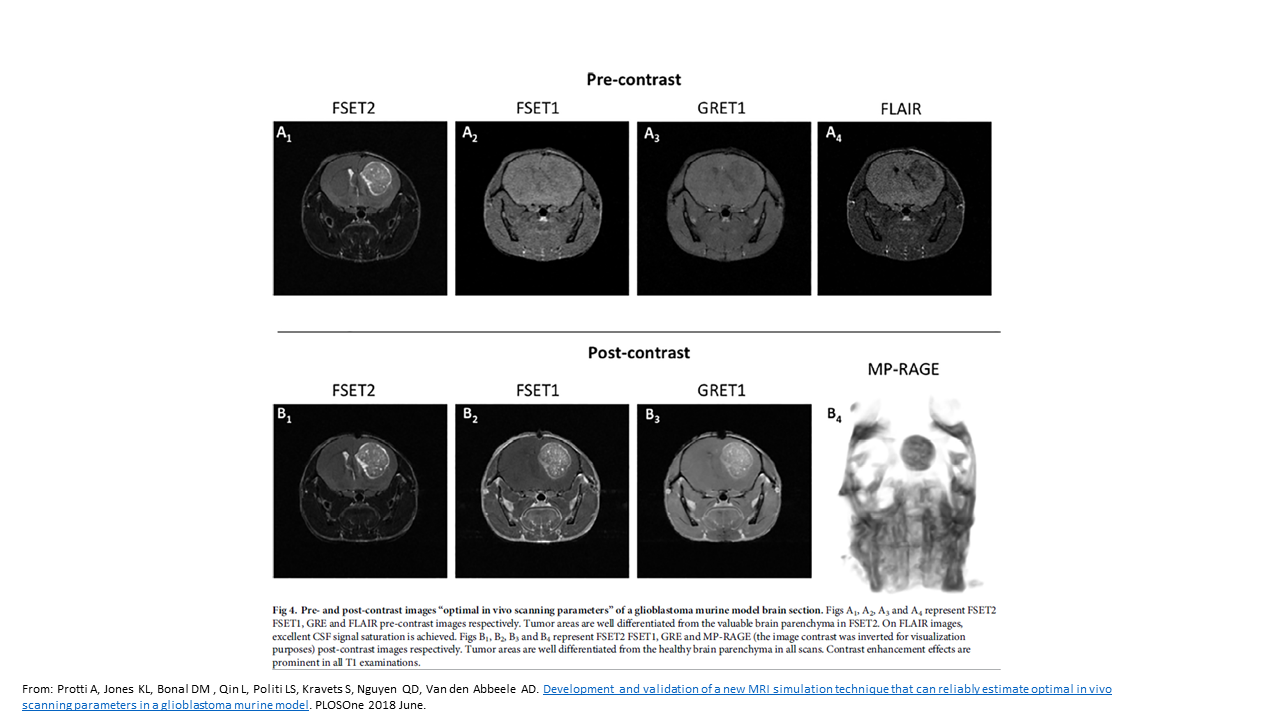 Pre-contrast
FSET2 FSET1 GRET1 FLAIR
A1 A2 A3 A4
Post-contrast
MP-RAGE
FSET2 FSET1 GRET1
B1 B2 B3 B4
Fig 4. Pre- and post-contrast images “optimal in vivo scanning parameters” of a glioblastoma murine model brain section. Figs A1, A2, A3 and A4 represent FSET2
FSET1, GRE and FLAIR pre-contrast images respectively. Tumor areas are well differentiated from the valuable brain parenchyma in FSET2. On FLAIR images,
excellent CSF signal saturation is achieved. Figs B1, B2, B3 and B4 represent FSET2 FSET1, GRE and MP-RAGE (the image contrast was inverted for visualization
purposes) post-contrast images respectively. Tumor areas are well differentiated from the healthy brain parenchyma in all scans. Contrast enhancement effects are
prominent in all T1 examinations.
From: Protti A, Jones KL, Bonal DM , Qin L, Politi LS, Kravets S, Nguyen QD, Van den Abbeele AD. Development and validation of a new MRI simulation technique that can reliably estimate optimal in vivo
scanning parameters in a glioblastoma murine model. PLOSOne 2018 June.